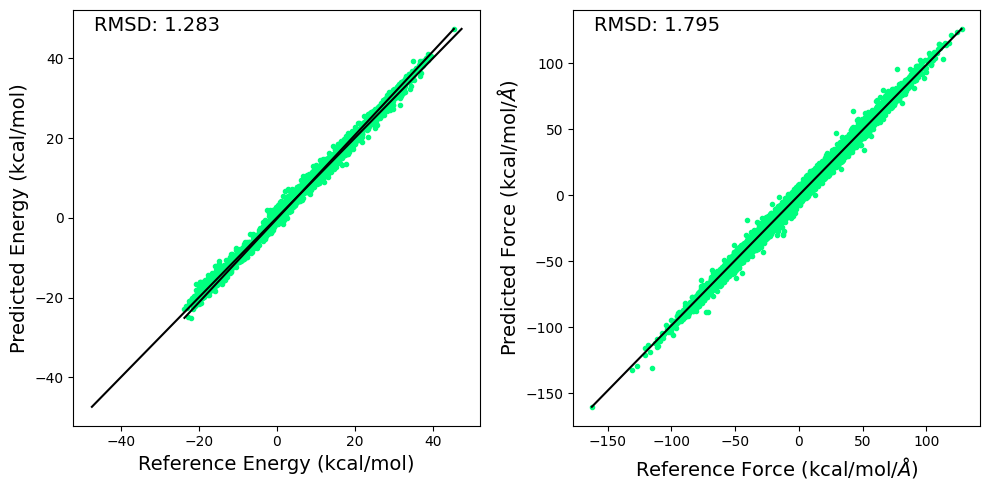 RMSD: 1.283
Predicted Energy (kcal/mol)
40
20
0
−20
−40
−40 −20 0 20 40
Reference Energy (kcal/mol)
RMSD: 1.795
Predicted Force (kcal/mol/Å)
100
50
0
−50
−100
−150
−150 −100 −50 0 50 100
Reference Force (kcal/mol/Å)